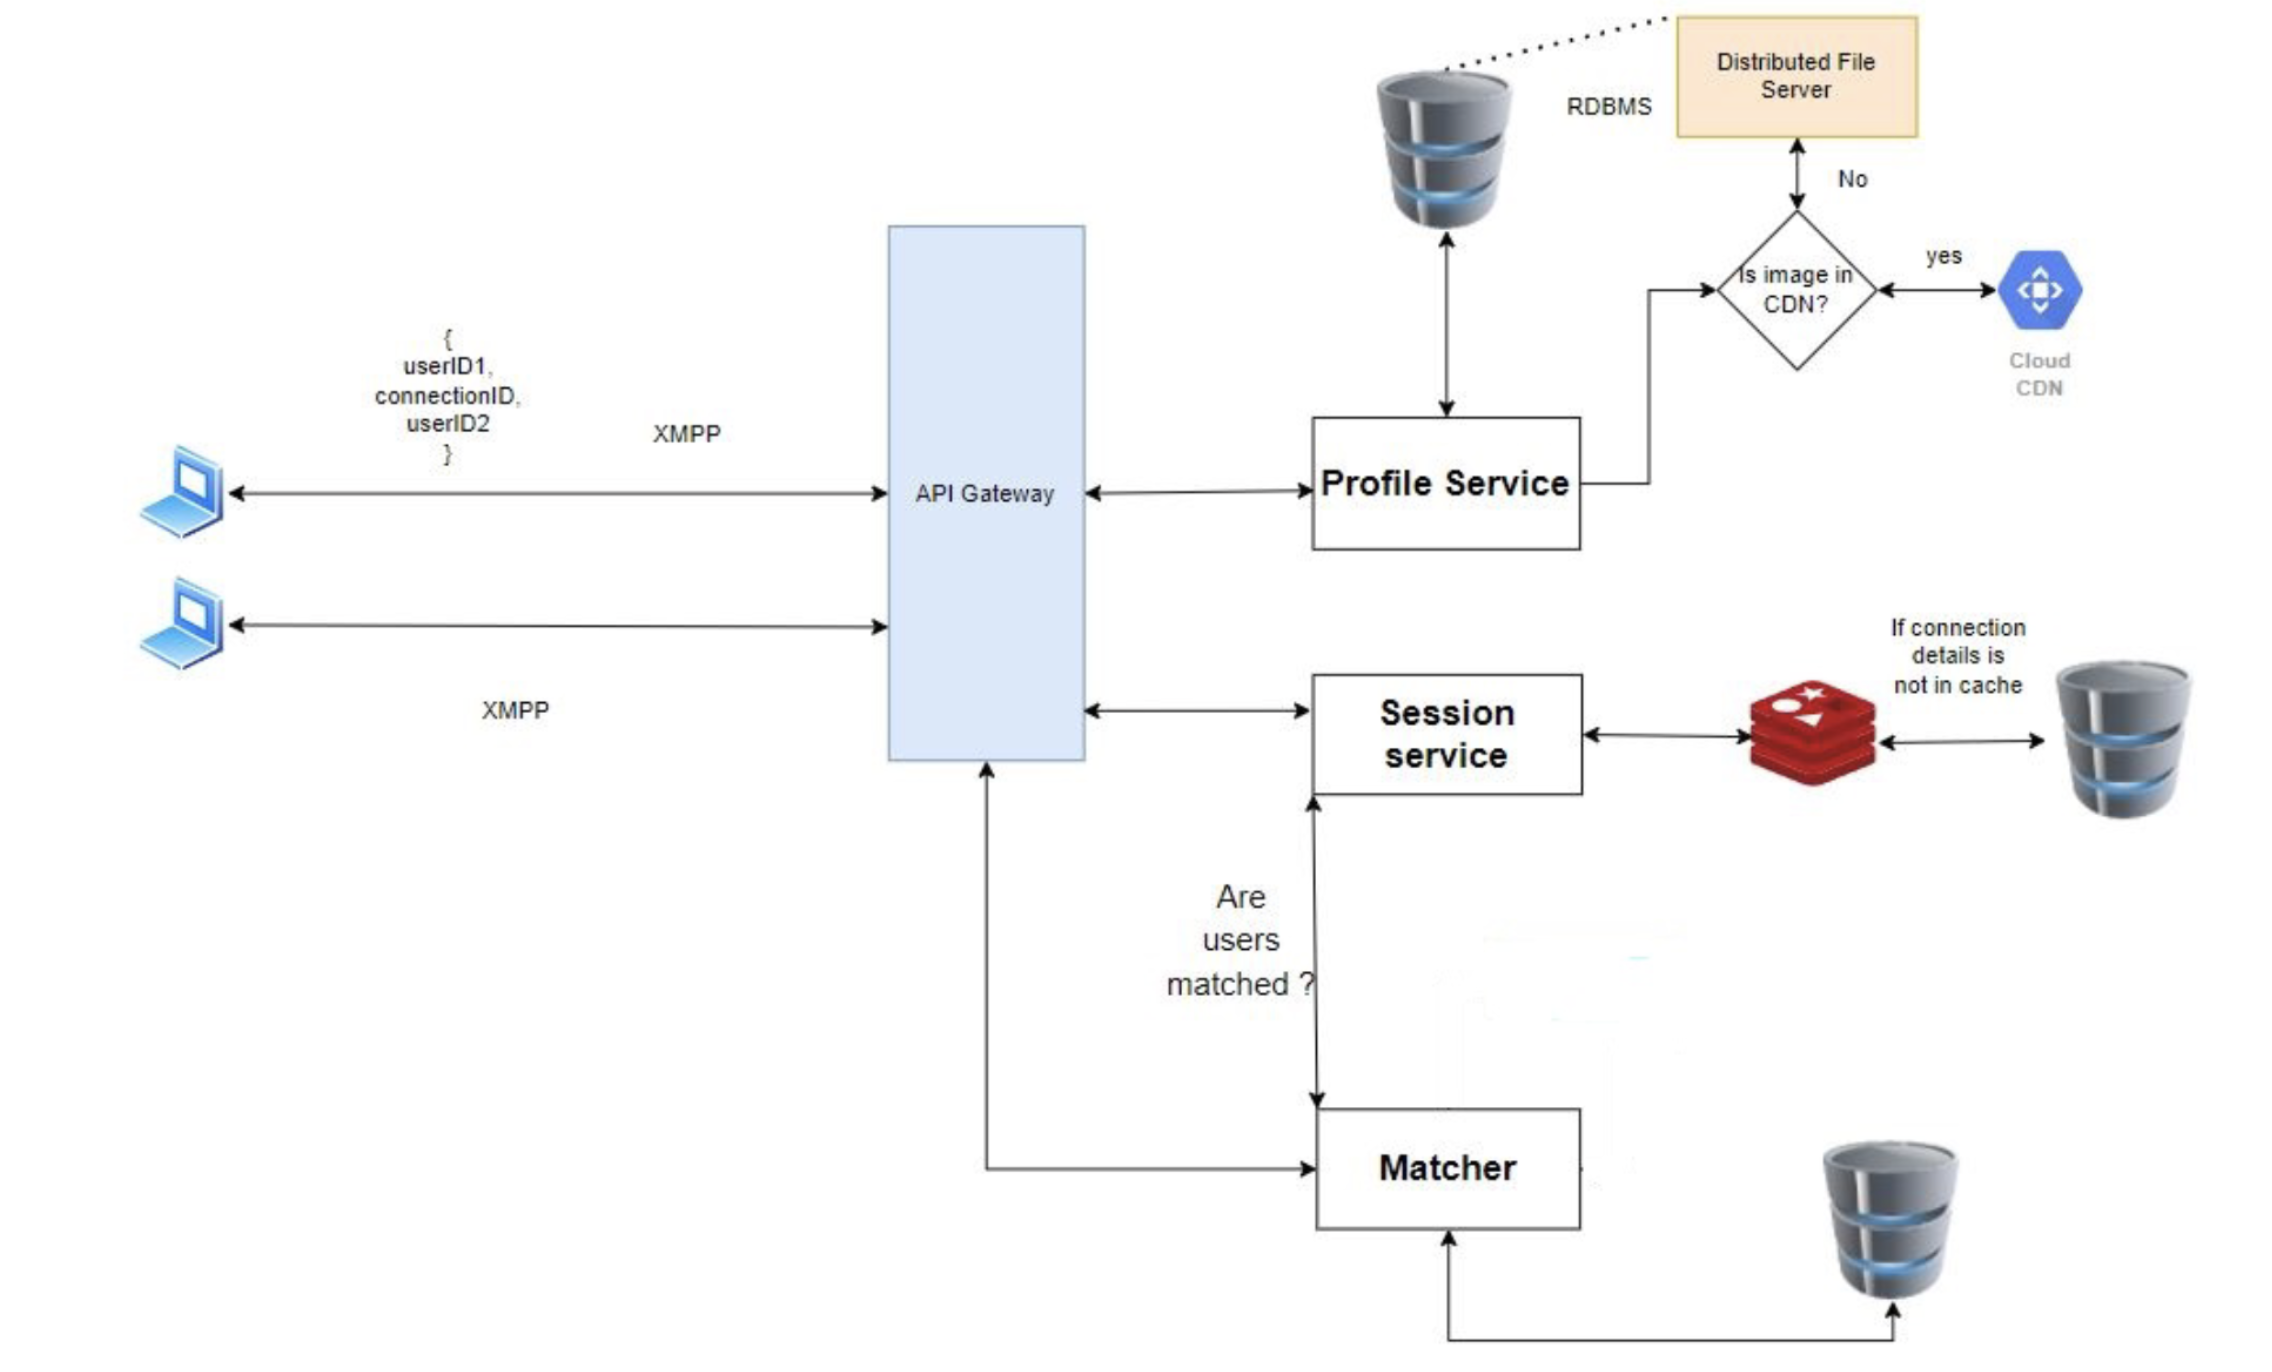 Distributed File
Server
RDBMS
No
Is image in
CDN?
yes
Cloud
CDN
{
userID1,
connectionID,
userID2
}
XMPP
API Gateway
Profile Service
XMPP
Session
service
If connection
details is
not in cache
Are
users
matched ?
Matcher